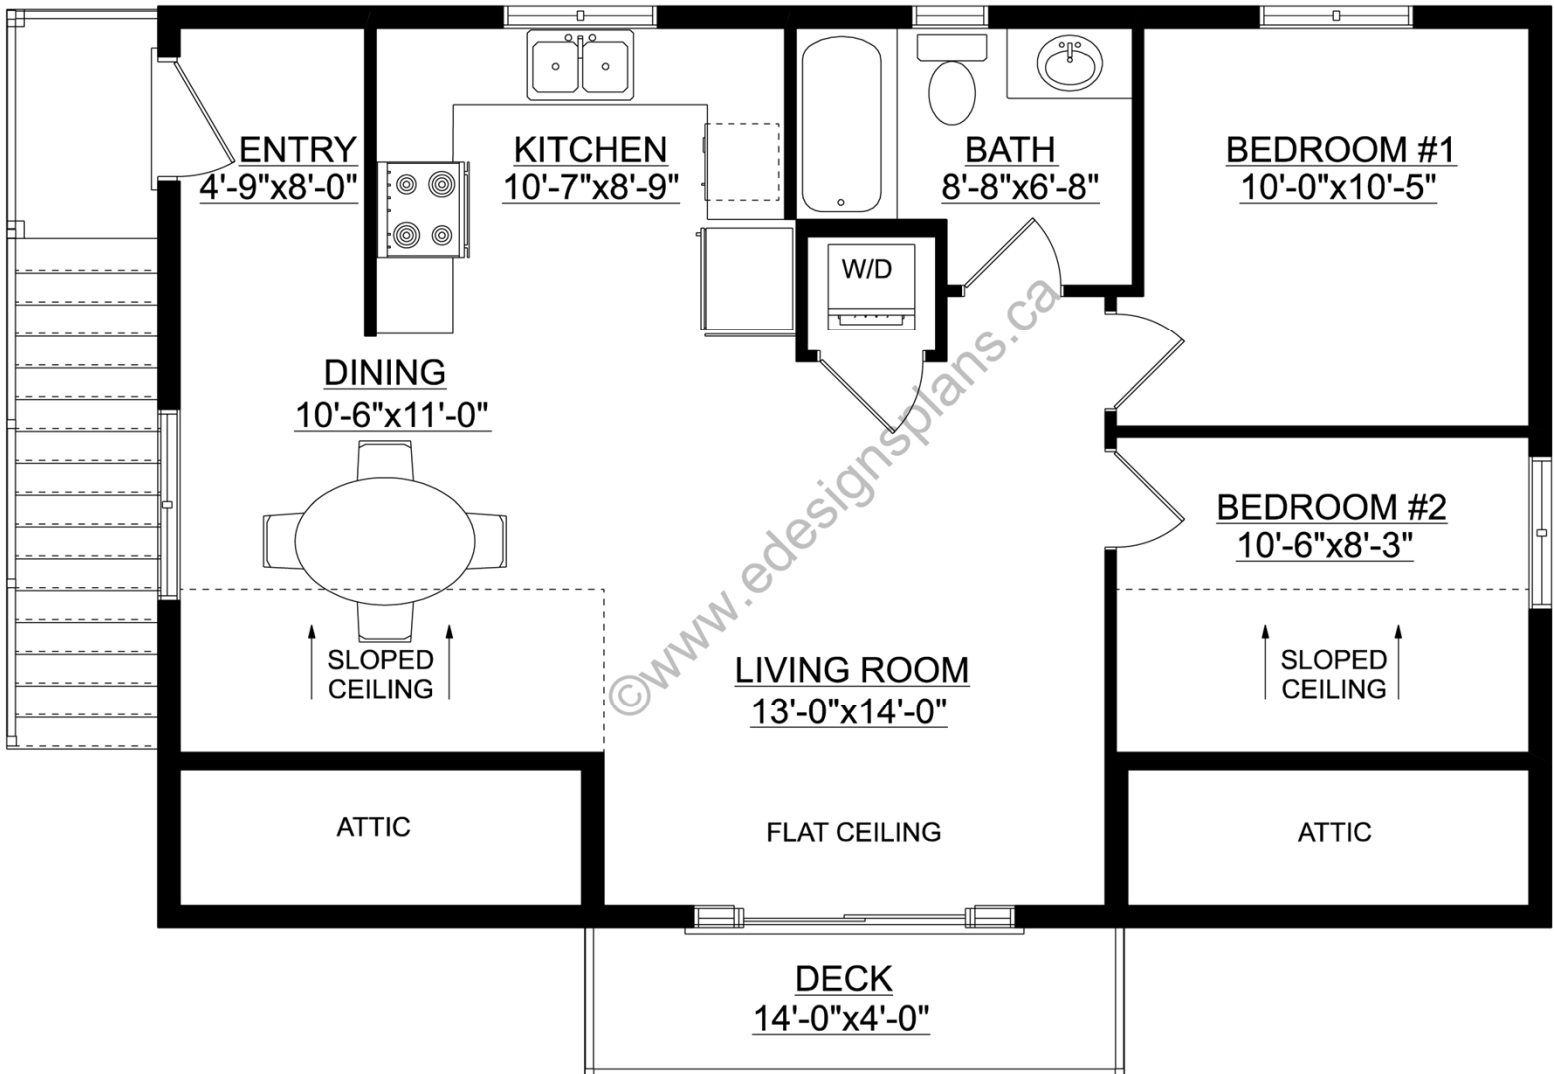 ENTRY
4'-9"x8'-0"
KITCHEN
10'-7"x8'-9"
BATH
8'-8"x6'-8"
BEDROOM #1
10'-0"x10'-5"
W/D
DINING
10'-6"x11'-0"
BEDROOM #2
10'-6"x8'-3"
©www.edesignsplans.ca
SLOPED
CEILING
LIVING ROOM
13'-0"x14'-0"
SLOPED
CEILING
ATTIC
FLAT CEILING
ATTIC
DECK
14'-0"x4'-0"